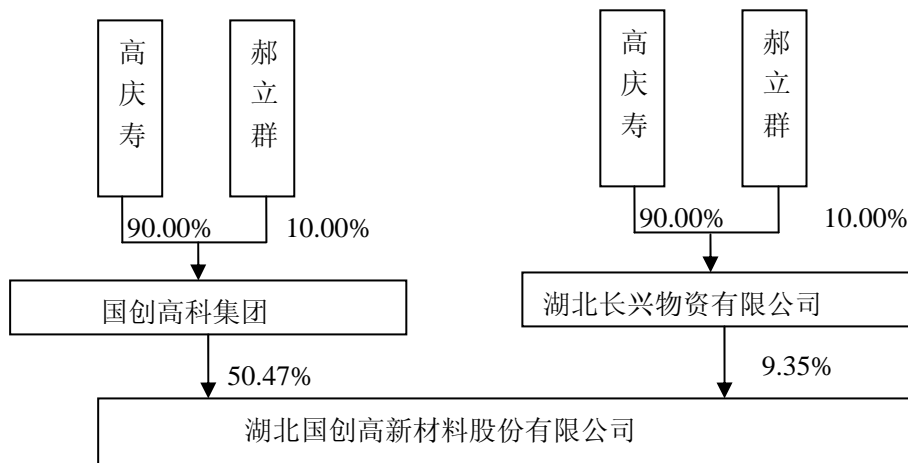 高庆寿
郝立群
高庆寿
郝立群
90.00%
10.00%
90.00%
10.00%
国创高科集团
湖北长兴物资有限公司
50.47%
9.35%
湖北国创高新材料股份有限公司